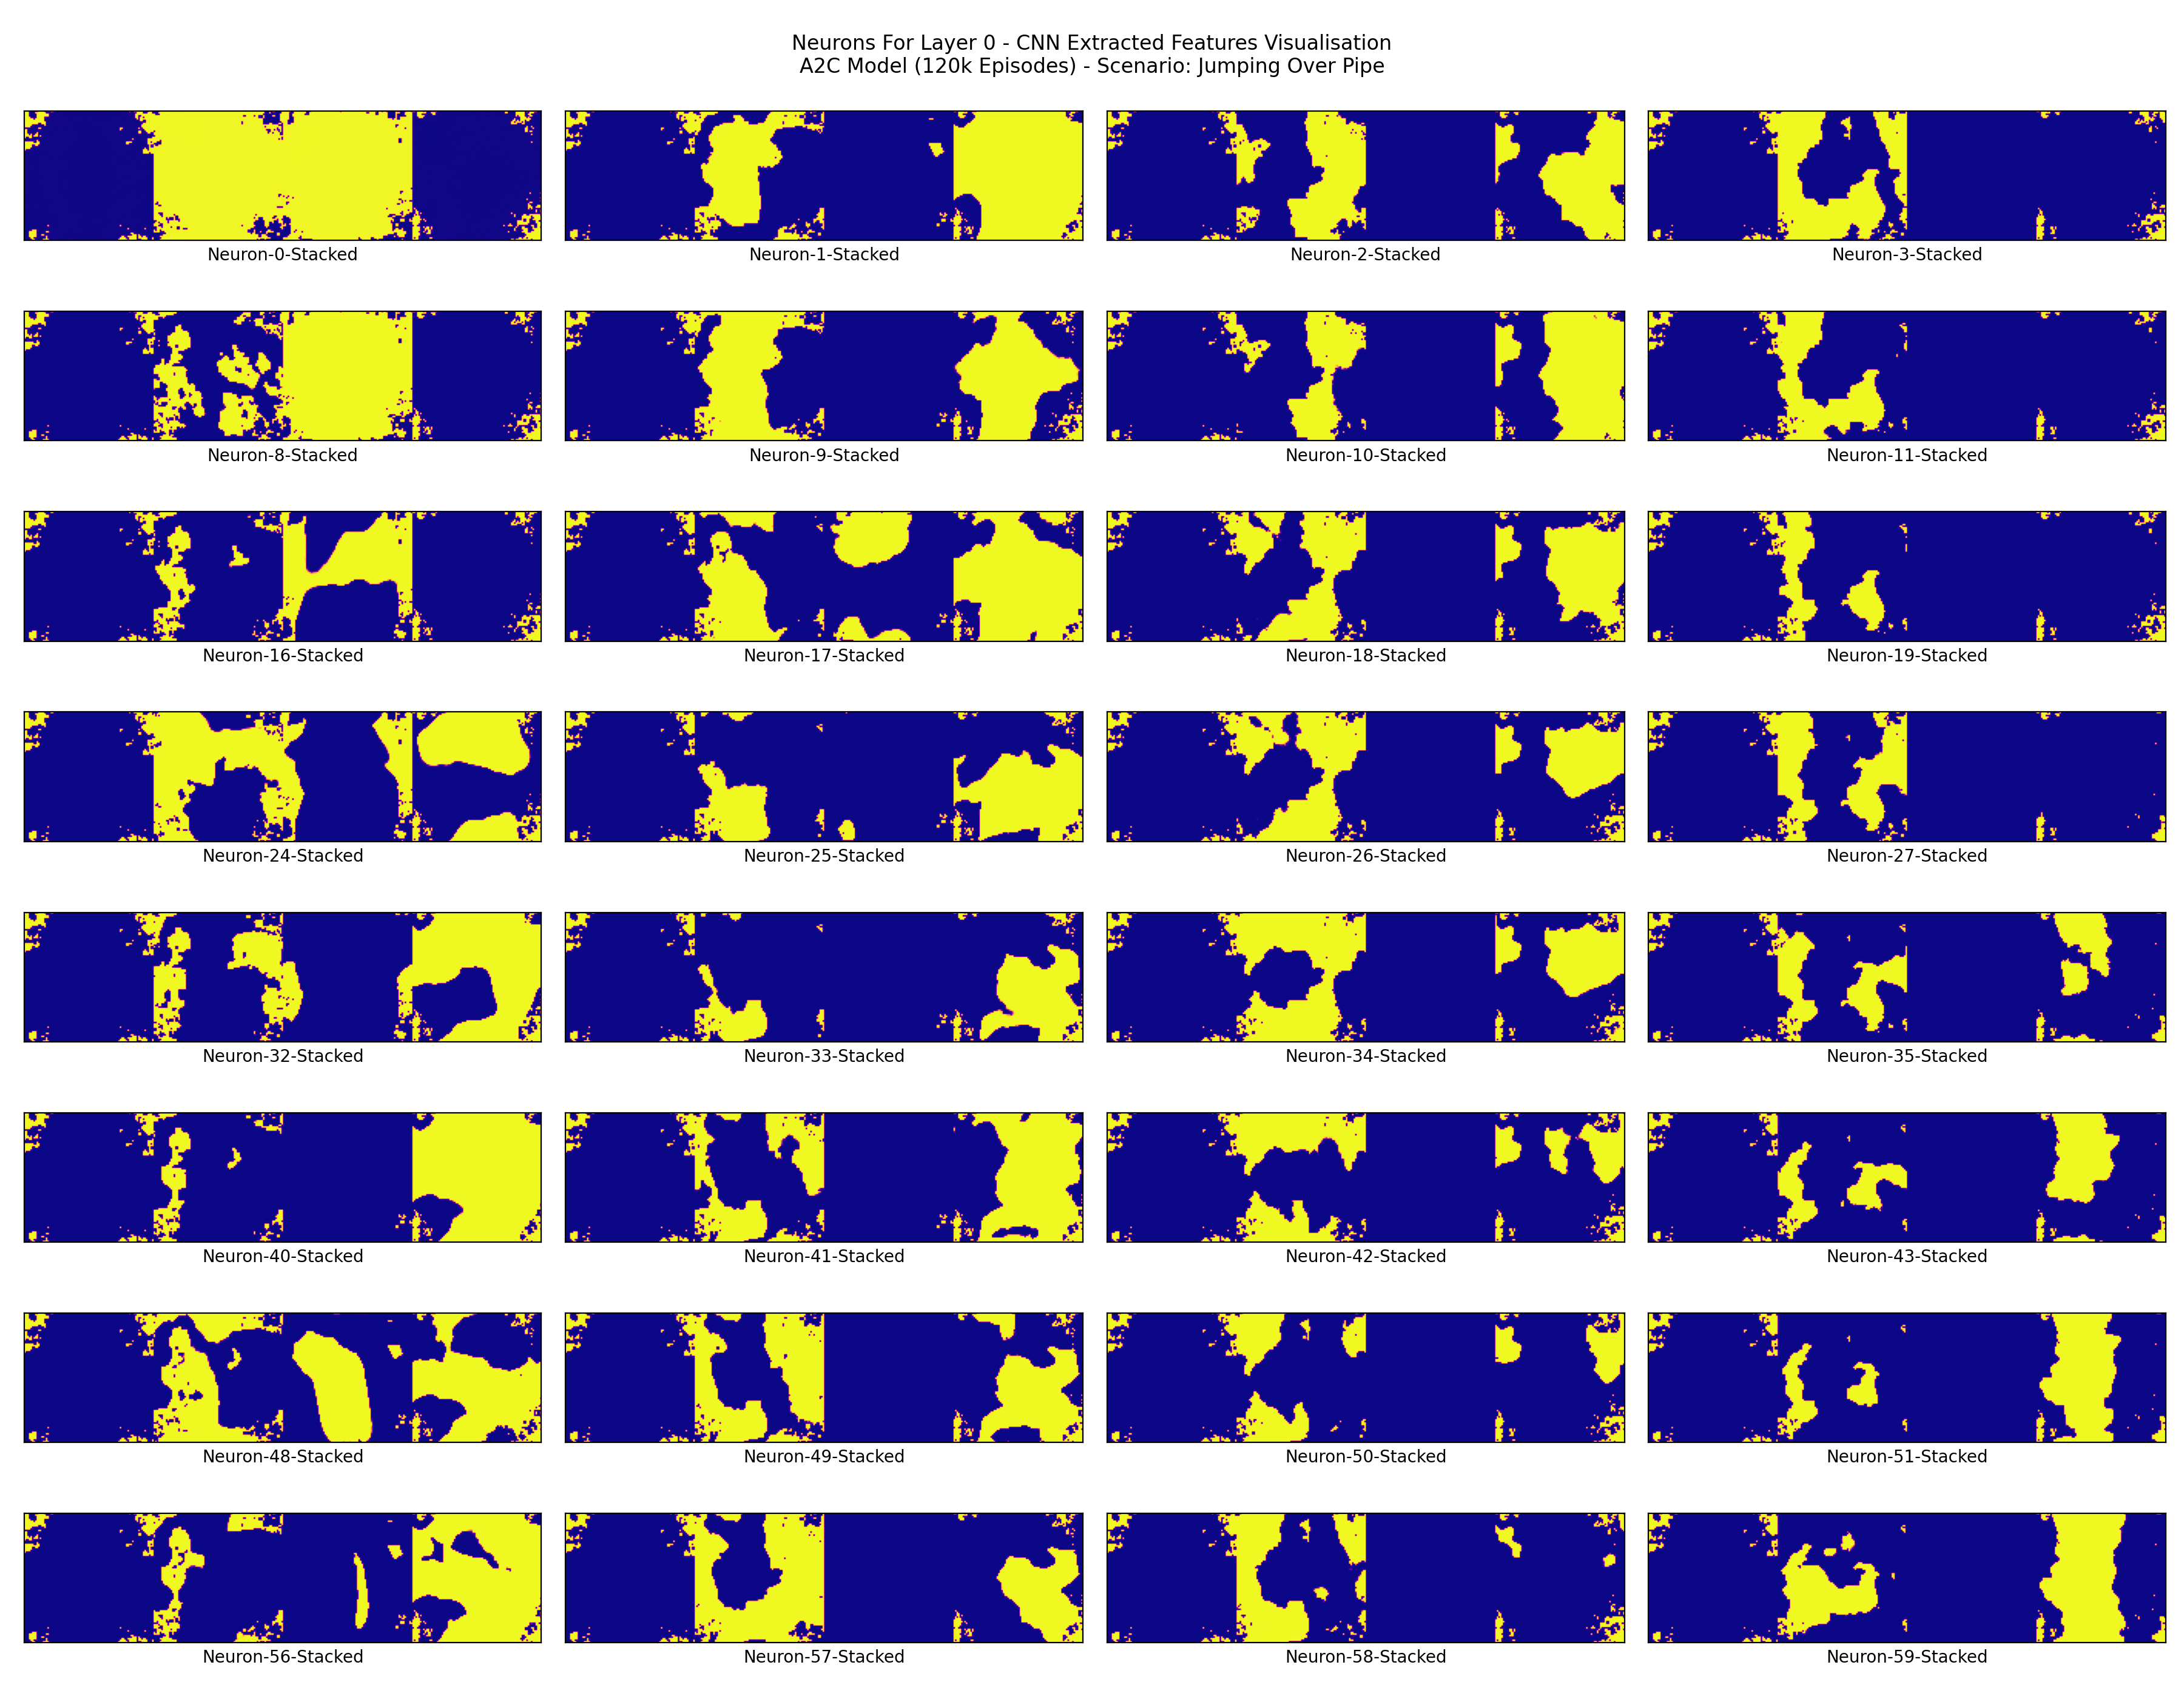 Neurons For Layer 0 - CNN Extracted Features Visualisation
A2C Model (120k Episodes) - Scenario: Jumping Over Pipe
Neuron-0-Stacked
Neuron-1-Stacked
Neuron-2-Stacked
Neuron-3-Stacked
Neuron-8-Stacked
Neuron-9-Stacked
Neuron-10-Stacked
Neuron-11-Stacked
Neuron-16-Stacked
Neuron-17-Stacked
Neuron-18-Stacked
Neuron-19-Stacked
Neuron-24-Stacked
Neuron-25-Stacked
Neuron-26-Stacked
Neuron-27-Stacked
Neuron-32-Stacked
Neuron-33-Stacked
Neuron-34-Stacked
Neuron-35-Stacked
Neuron-40-Stacked
Neuron-41-Stacked
Neuron-42-Stacked
Neuron-43-Stacked
Neuron-48-Stacked
Neuron-49-Stacked
Neuron-50-Stacked
Neuron-51-Stacked
Neuron-56-Stacked
Neuron-57-Stacked
Neuron-58-Stacked
Neuron-59-Stacked